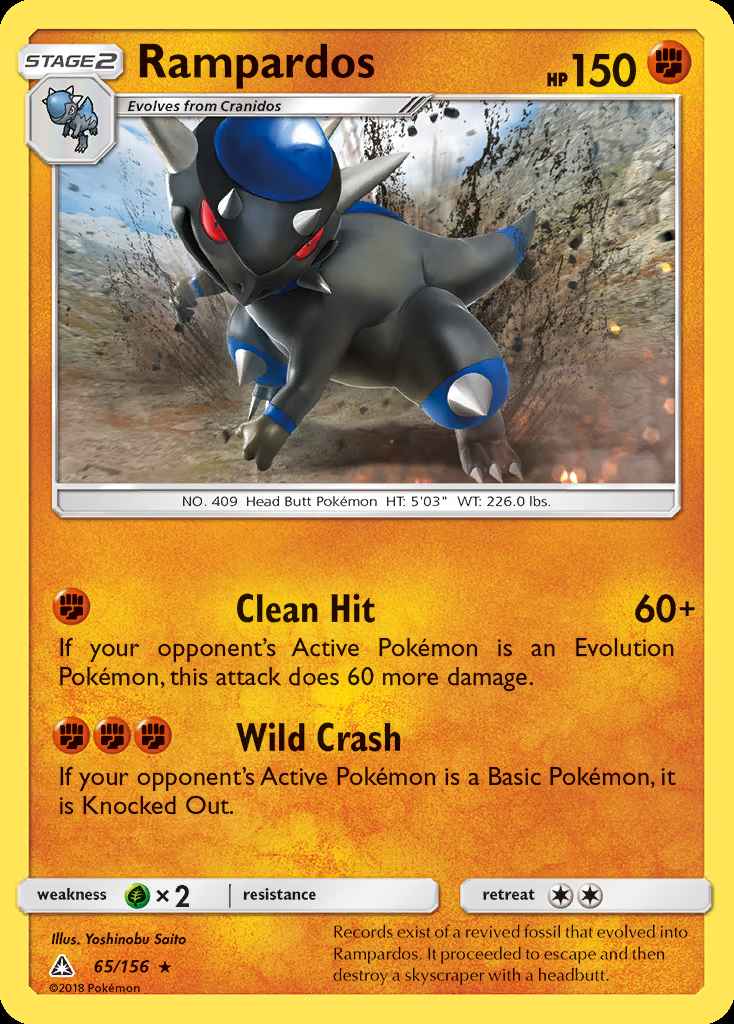 STAGE2
Rampardos
HP150
Evolves from Cranidos
NO. 409 Head Butt Pokémon HT: 5'03" WT: 226.0 lbs.
Clean Hit 60+
If your opponent's Active Pokémon is an Evolution
Pokémon, this attack does 60 more damage.
Wild Crash
If your opponent's Active Pokémon is a Basic Pokémon, it
is Knocked Out.
weakness ×2 resistance retreat
Illus. Yoshinobu Saito
65/156 ★
©2018 Pokémon
Records exist of a revived fossil that evolved into
Rampardos. It proceeded to escape and then
destroy a skyscraper with a headbutt.